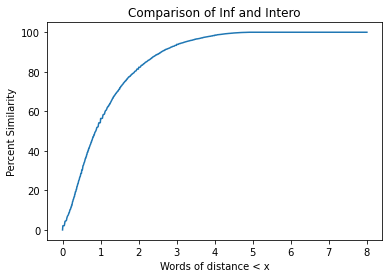 Comparison of Inf and Intero
100
80
60
40
20
0
Percent Similarity
0 1 2 3 4 5 6 7 8
Words of distance < x